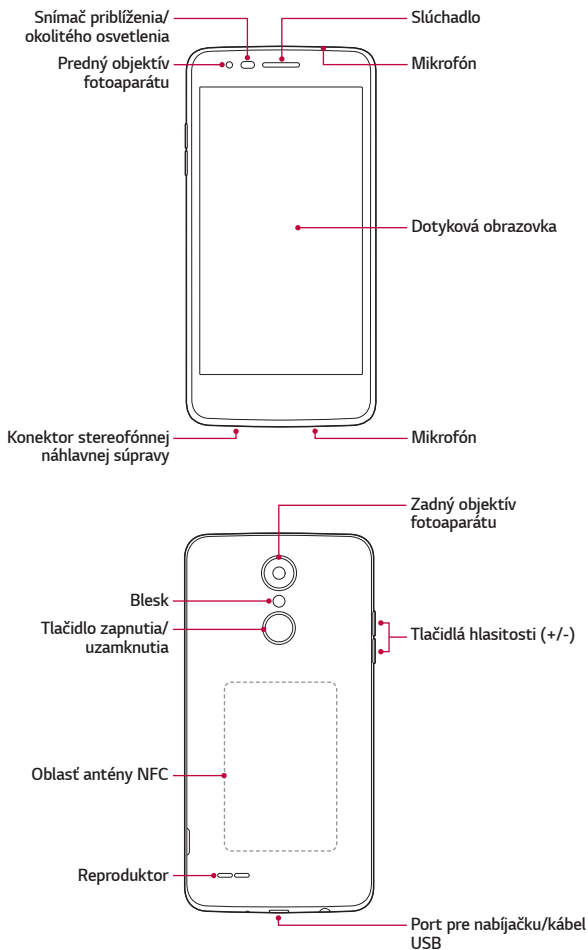 Snímač priblíženia/
okolitého osvetlenia
Slúchadlo
Predný objektív
fotoaparátu
Mikrofón
Dotyková obrazovka
Konektor stereofónnej
náhlavnej súpravy
Mikrofón
Zadný objektív
fotoaparátu
Blesk
Tlačidlo zapnutia/
uzamknutia
Tlačidlá hlasitosti (+/-)
Oblasť antény NFC
Reproduktor
Port pre nabíjačku/kábel
USB